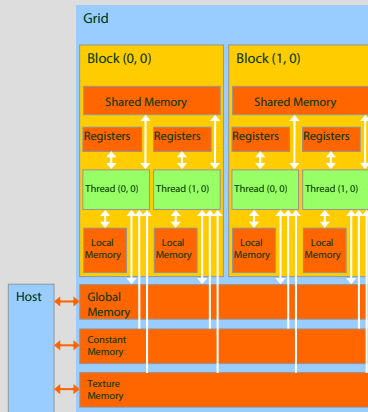 Grid
Block (0, 0)
Block (1, 0)
Shared Memory
Shared Memory
Registers
Registers
Registers
Registers
Thread (0, 0)
Thread (1, 0)
Thread (0, 0)
Thread (1, 0)
Local
Memory
Local
Memory
Local
Memory
Local
Memory
Host
Global
Memory
Constant
Memory
Texture
Memory